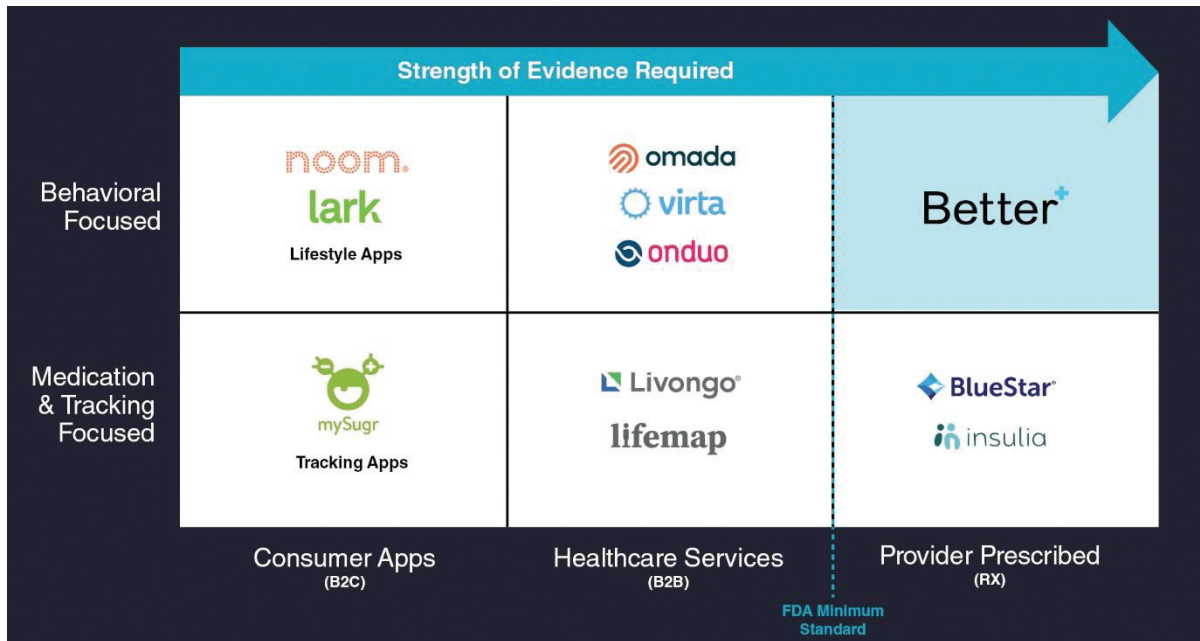 Strength of Evidence Required
Behavioral
Focused
noom®
lark
Lifestyle Apps
omada
virta
onduo
Better+
Medication
& Tracking
Focused
mySugr
Tracking Apps
Livongo®
lifemap
BlueStar®
insulia
Consumer Apps
(B2C)
Healthcare Services
(B2B)
Provider Prescribed
(RX)
FDA Minimum
Standard